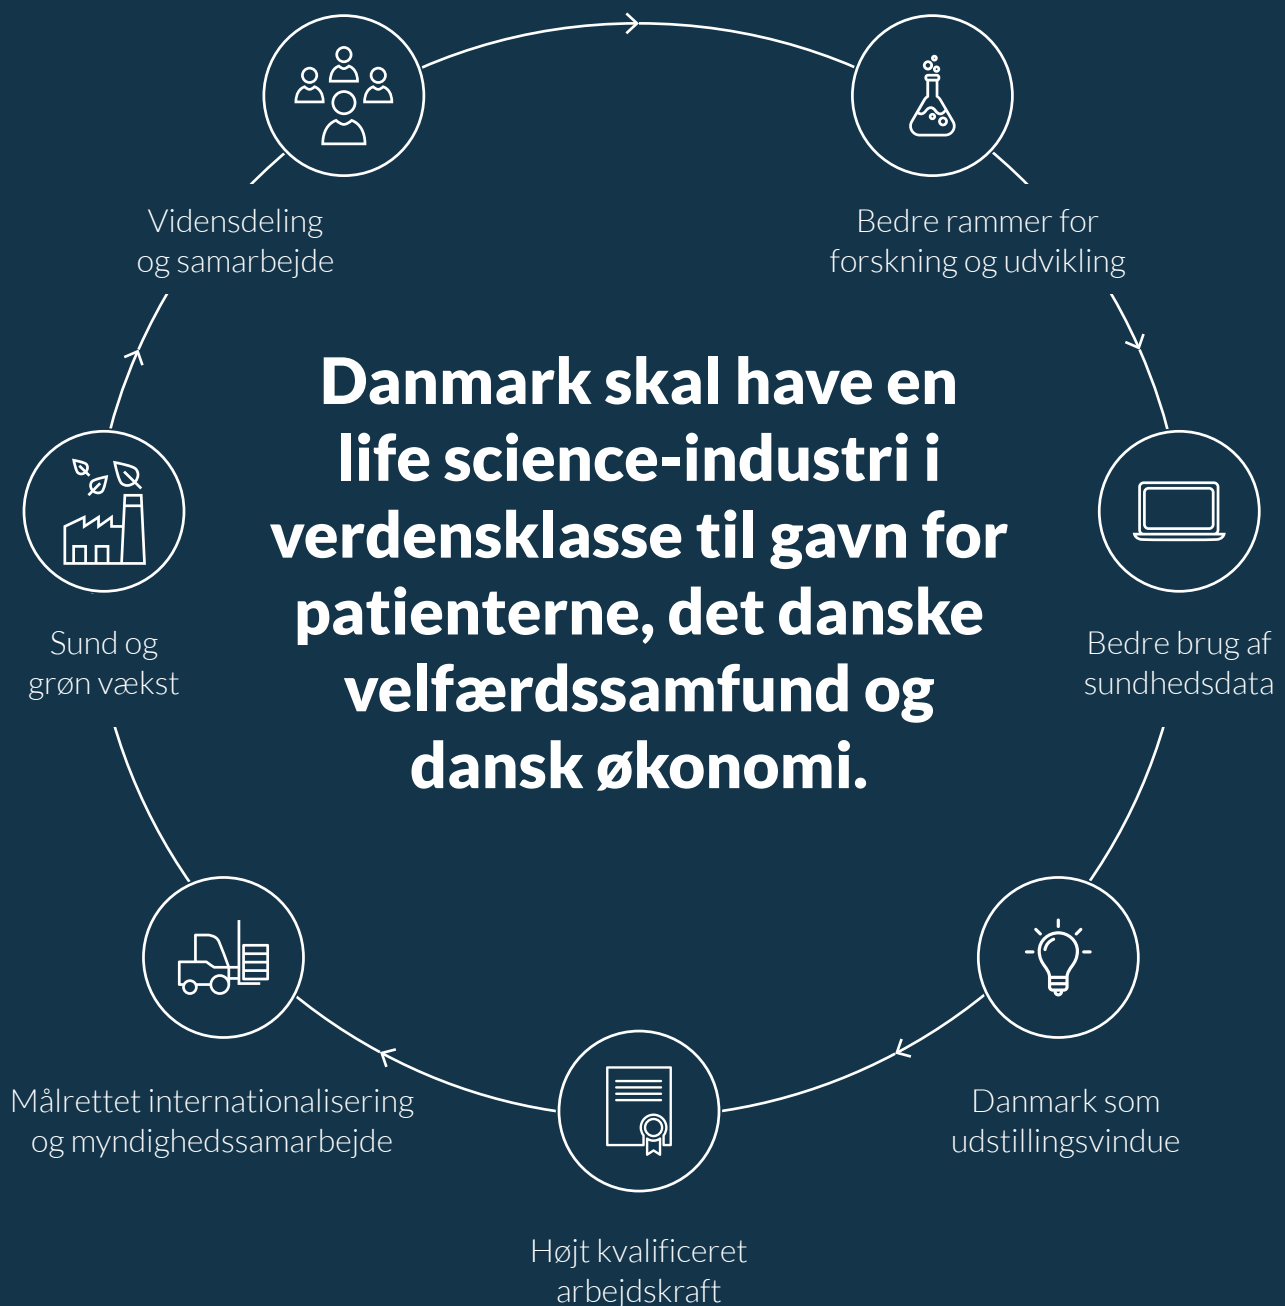 Vidensdeling
og samarbejde
Bedre rammer for
forskning og udvikling
Danmark skal have en
life science-industri i
verdensklasse til gavn for
patienterne, det danske
velfærdssamfund og
dansk økonomi.
Sund og
grøn vækst
Bedre brug af
sundhedsdata
Målrettet internationalisering
og myndighedssamarbejde
Danmark som
udstillingsvindue
Højt kvalificeret
arbejdskraft